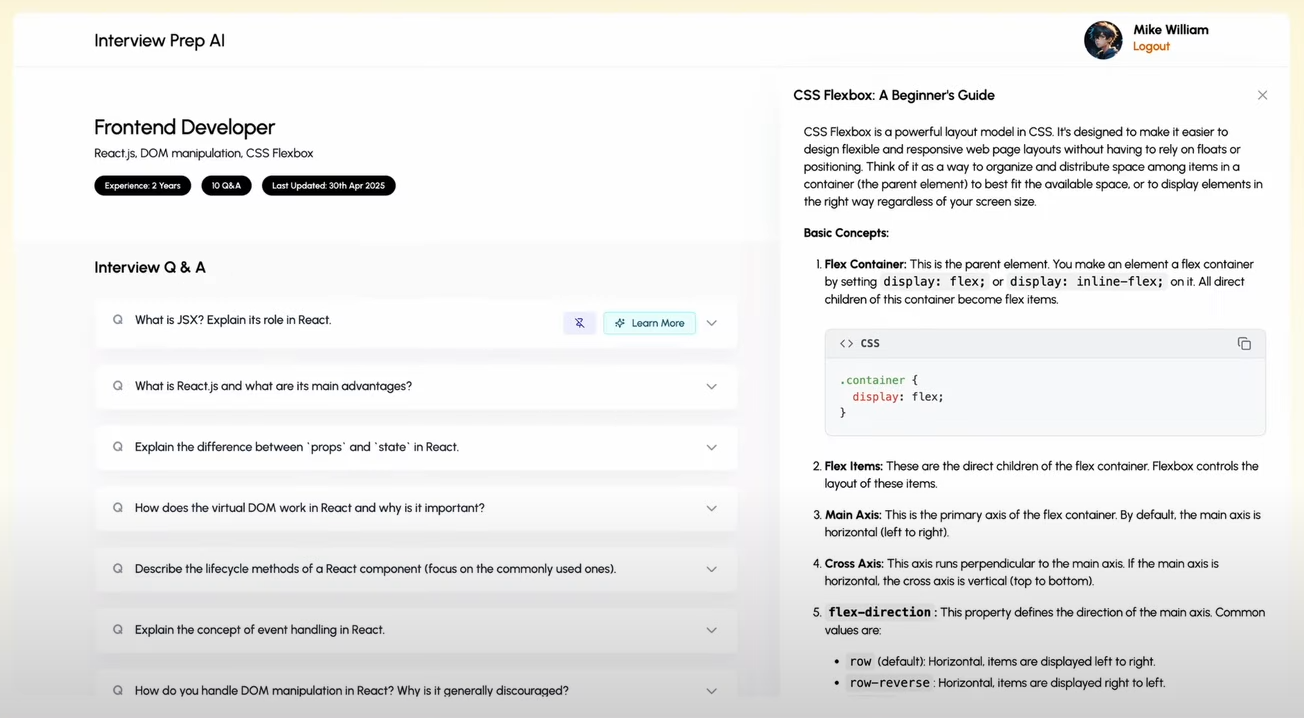 Interview Prep AI
Mike William
Logout
Frontend Developer
React.js, DOM manipulation, CSS Flexbox
Experience: 2 Years
10 Q&A
Last Updated: 30th Apr 2025
Interview Q & A
Q What is JSX? Explain its role in React.
Learn More
Q What is React.js and what are its main advantages?
Q Explain the difference between `props` and `state` in React.
Q How does the virtual DOM work in React and why is it important?
Q Describe the lifecycle methods of a React component (focus on the commonly used ones).
Q Explain the concept of event handling in React.
Q How do you handle DOM manipulation in React? Why is it generally discouraged?
CSS Flexbox: A Beginner's Guide
CSS Flexbox is a powerful layout model in CSS. It's designed to make it easier to
design flexible and responsive web page layouts without having to rely on floats or
positioning. Think of it as a way to organize and distribute space among items in a
container (the parent element) to best fit the available space, or to display elements in
the right way regardless of your screen size.
Basic Concepts:
1. Flex Container: This is the parent element. You make an element a flex container
by setting display: flex; or display: inline-flex; on it. All direct
children of this container become flex items.
<> CSS
.container {
display: flex;
}
2. Flex Items: These are the direct children of the flex container. Flexbox controls the
layout of these items.
3. Main Axis: This is the primary axis of the flex container. By default, the main axis is
horizontal (left to right).
4. Cross Axis: This axis runs perpendicular to the main axis. If the main axis is
horizontal, the cross axis is vertical (top to bottom).
5. flex-direction: This property defines the direction of the main axis. Common
values are:
• row (default): Horizontal, items are displayed left to right.
• row-reverse: Horizontal, items are displayed right to left.